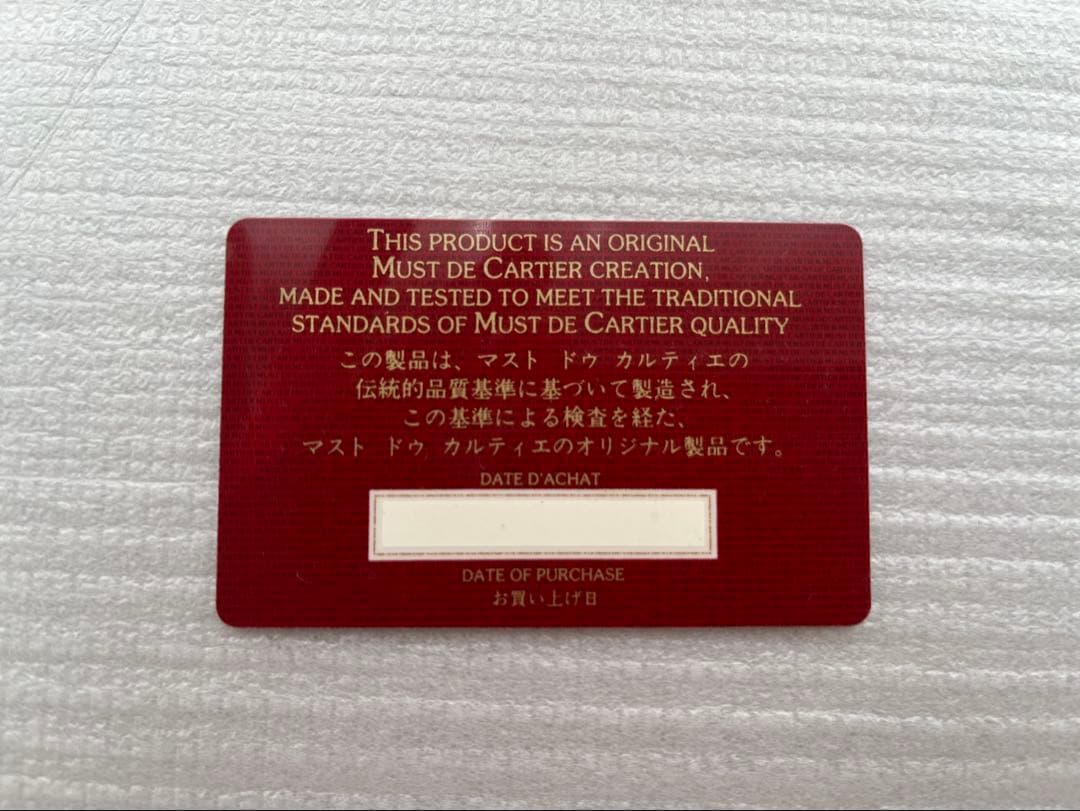 THIS PRODUCT IS AN ORIGINAL
MUST DE CARTIER CREATION,
MADE AND TESTED TO MEET THE TRADITIONAL
STANDARDS OF MUST DE CARTIER QUALITY
この製品は、マスト ドゥ カルティエの
伝統的品質基準に基づいて製造され、
この基準による検査を経た、
マスト ドゥ カルティエのオリジナル製品です。
DATE D'ACHAT
DATE OF PURCHASE
お買い上げ日